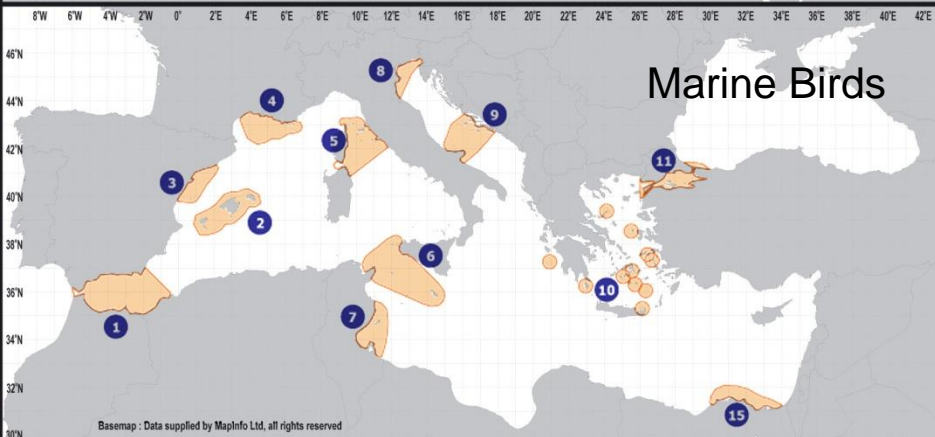 8°W 6°W 4°W 2°W 0° 2°E 4°E 6°E 8°E 10°E 12°E 14°E 16°E 18°E 20°E 22°E 24°E 26°E 28°E 30°E 32°E 34°E 36°E 38°E 40°E 42°E
46°N
Marine Birds
8
44°N
4
9
5
42°N
11
3
40°N
2
38°N
6
36°N
10
7
1
34°N
32°N
15
Basemap : Data supplied by MapInfo Ltd, all rights reserved
30°N